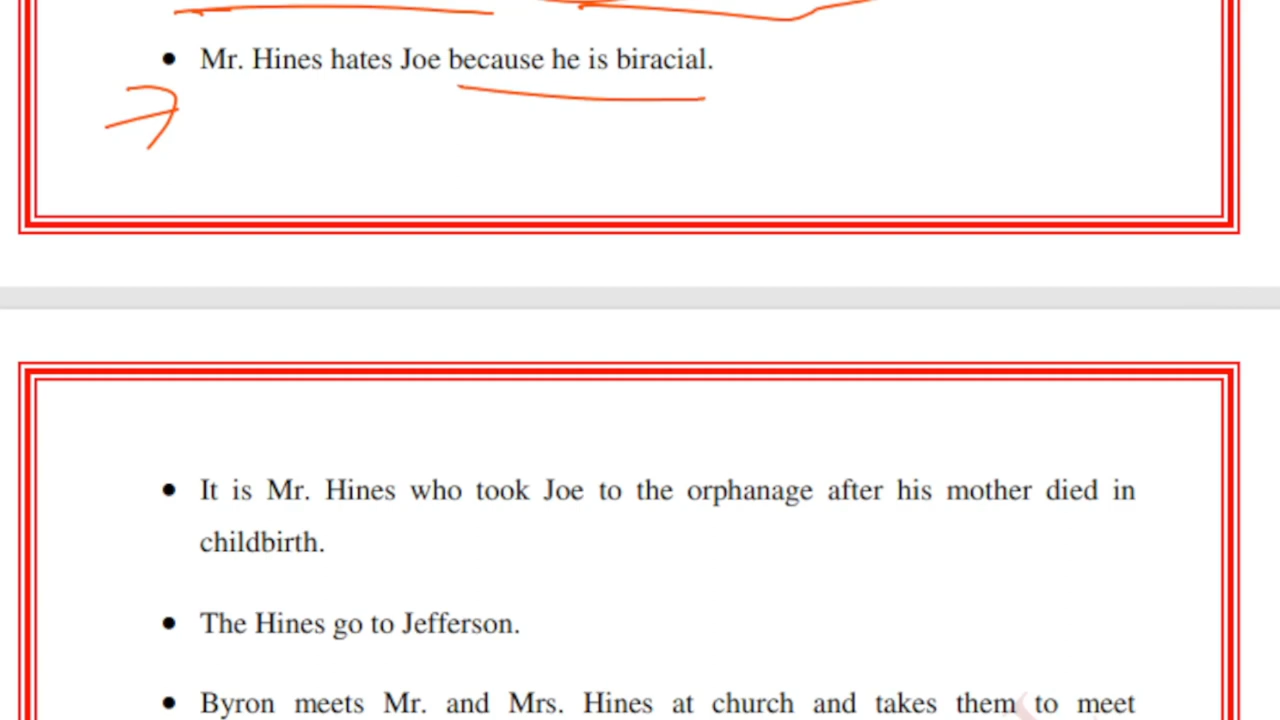 Mr. Hines hates Joe because he is biracial.
It is Mr. Hines who took Joe to the orphanage after his mother died in
childbirth.
The Hines go to Jefferson.
Byron meets Mr. and Mrs. Hines at church and takes them to meet